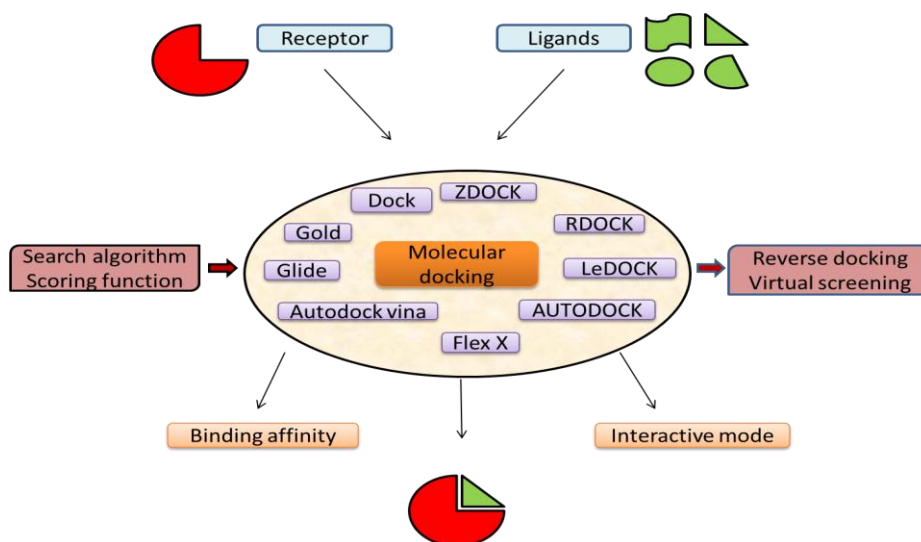 Receptor
Ligands
Dock
ZDOCK
Gold
RDOCK
Molecular
docking
Search algorithm
Scoring function
Glide
LeDOCK
Reverse docking
Virtual screening
Autodock vina
AUTODOCK
Flex X
Binding affinity
Interactive mode